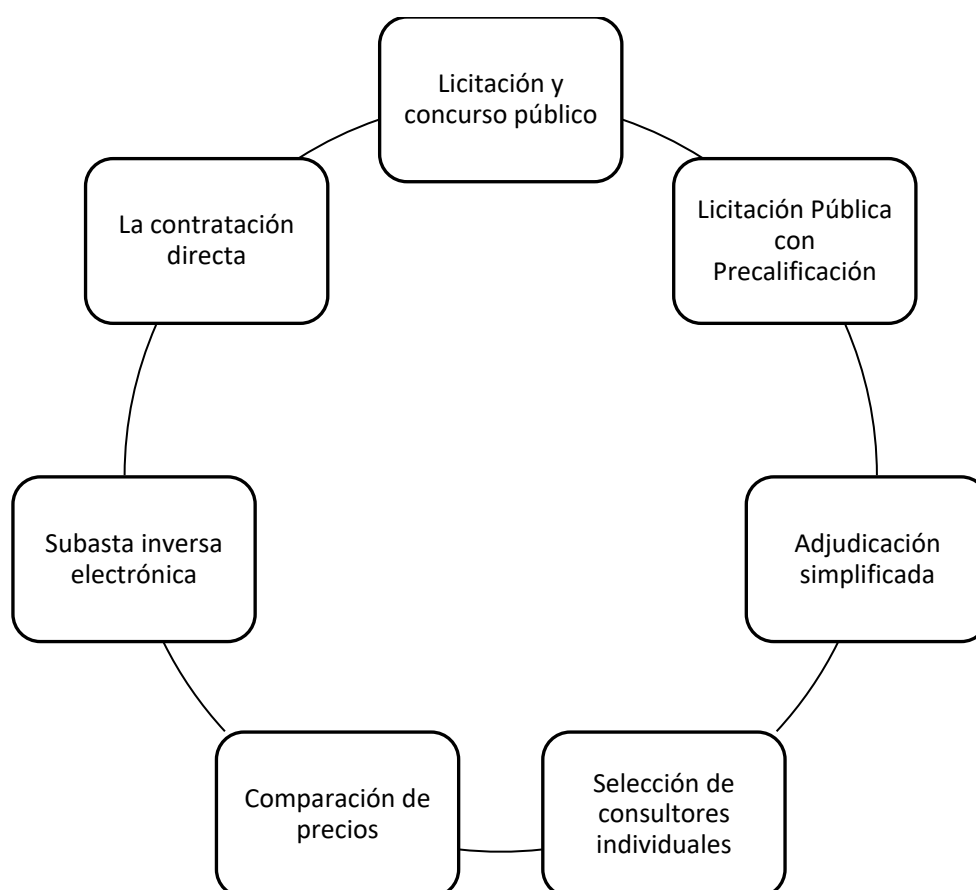 Licitación y
concurso público
Licitación Pública
con
Precalificación
Adjudicación
simplificada
Selección de
consultores
individuales
Comparación de
precios
Subasta inversa
electrónica
La contratación
directa